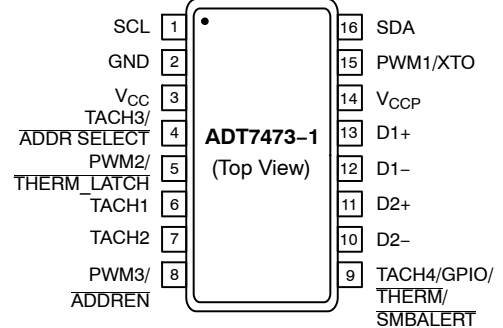 SCL 1
GND 2
VCC 3
TACH3/
ADDR SELECT 4
PWM2/
THERM_LATCH 5
TACH1 6
TACH2 7
PWM3/
ADDREN 8
ADT7473–1
(Top View)
16 SDA
15 PWM1/XTO
14 VCCP
13 D1+
12 D1–
11 D2+
10 D2–
9 TACH4/GPIO/
THERM/
SMBALERT